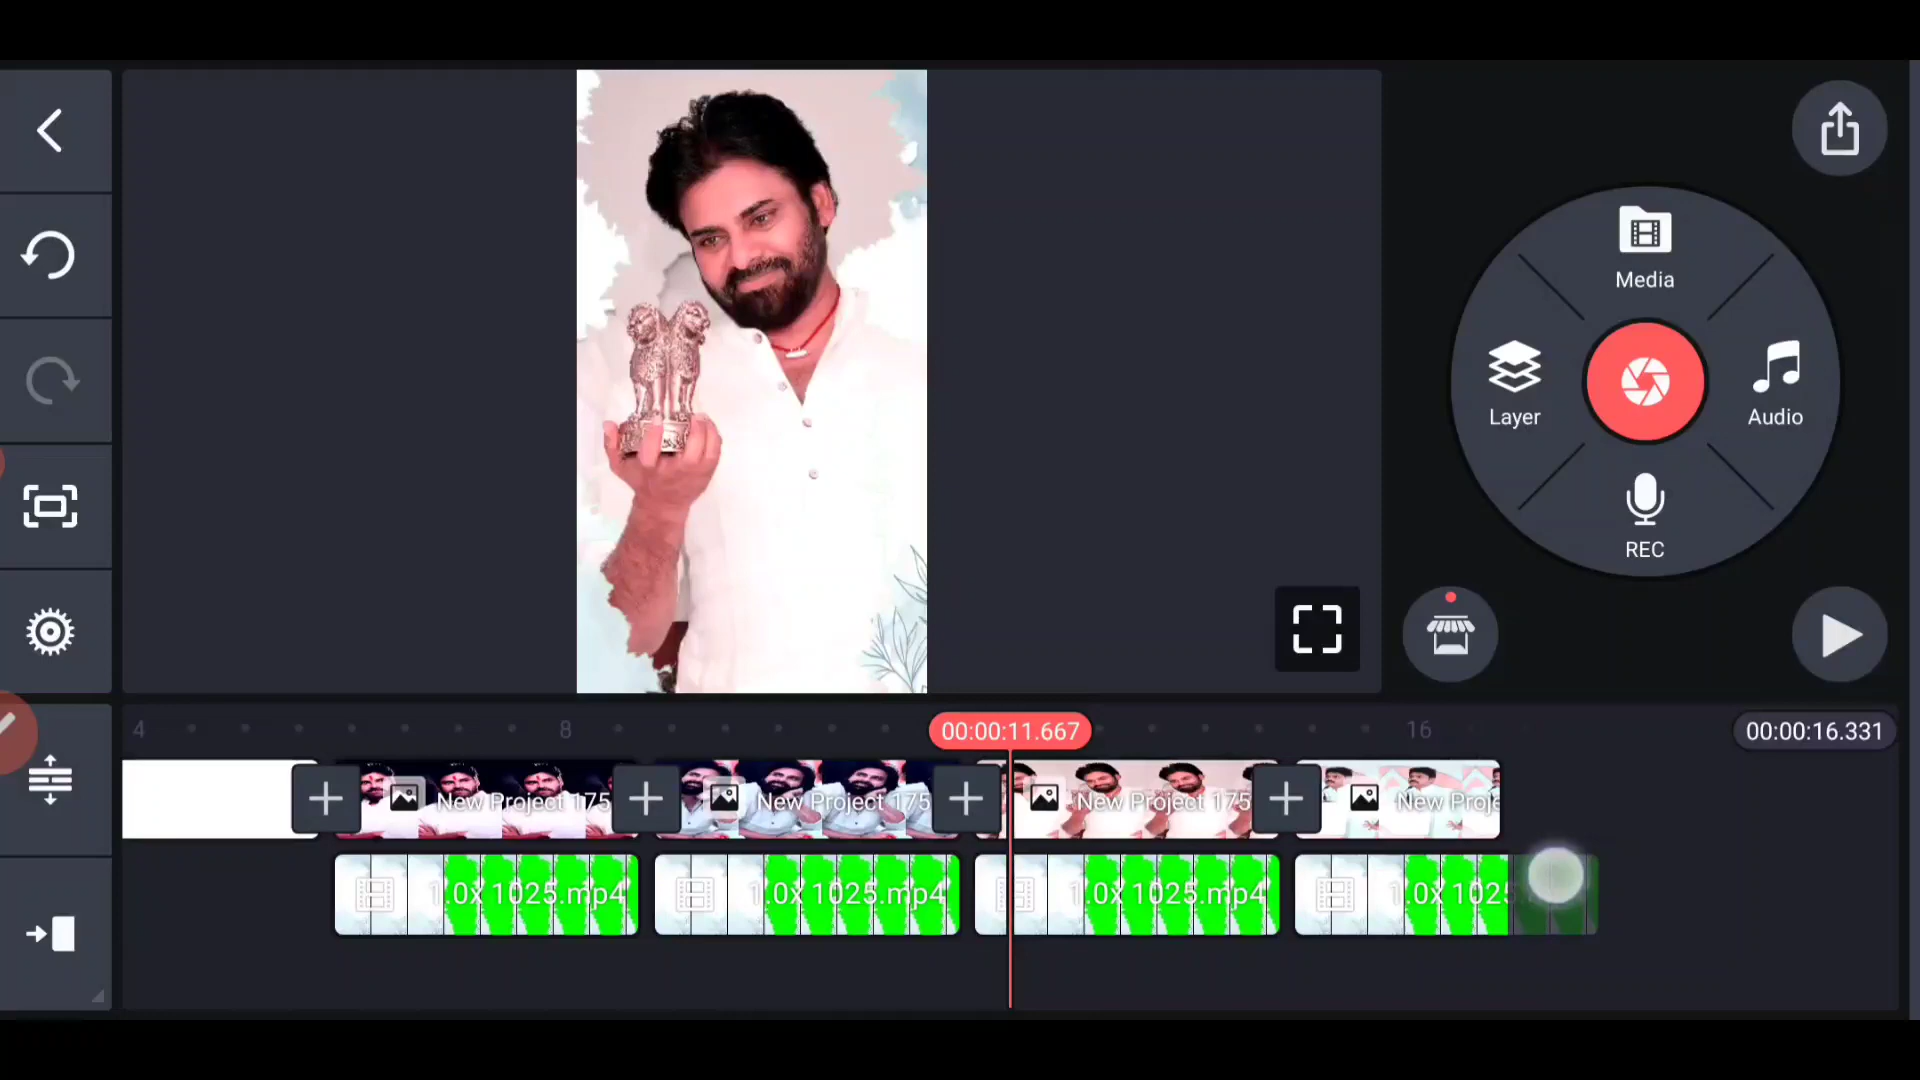 Media
Layer
Audio
REC
4
8
00:00:11.667
16
00:00:16.331
New Project 175
New Project 175
New Project 175
New Proje
1.0x 1025.mp4
1.0x 1025.mp4
1.0x 1025.mp4
1.0x 1025